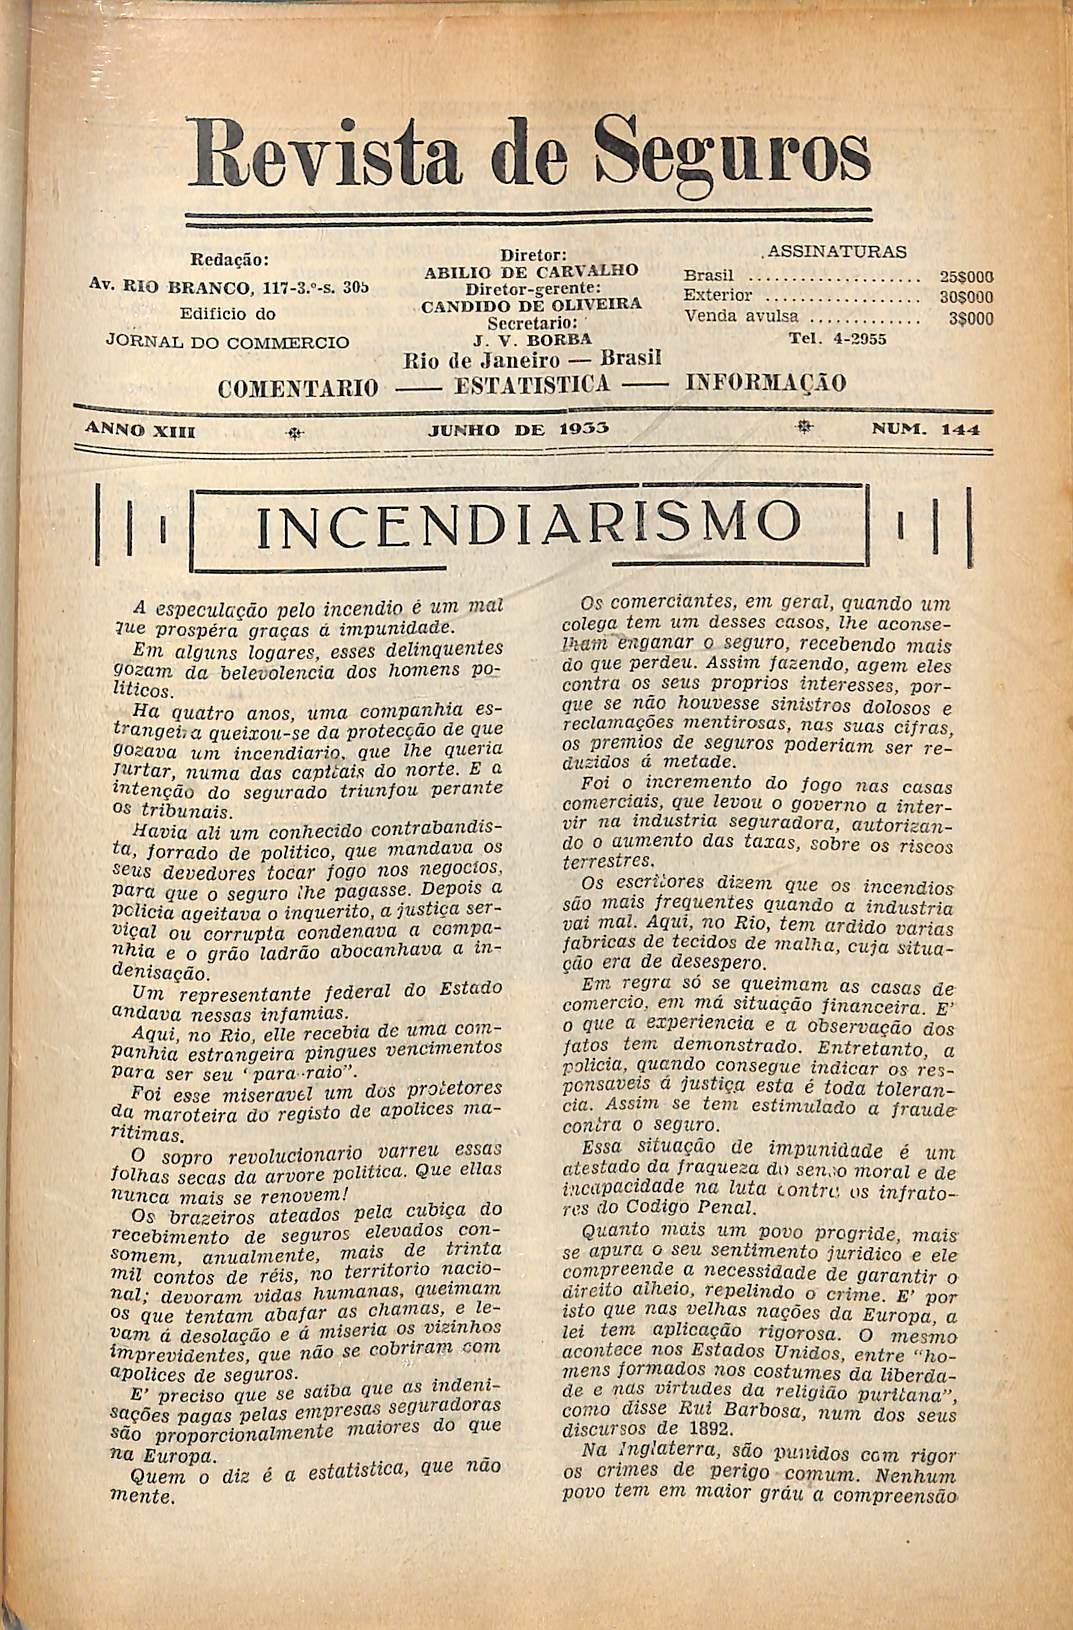 Revista de Seguros
Redação:
Av. RIO BRANCO, 117-3.º-s. 305
Edificio do
JORNAL DO COMMERCIO
Diretor:
ABILIO DE CARVALHO
Diretor-gerente:
CANDIDO DE OLIVEIRA
Secretario:
J. V. BORBA
Rio de Janeiro — Brasil
ASSINATURAS
Brasil .................... 25$000
Exterior .................. 30$000
Venda avulsa ............. 3$000
Tel. 4-2955
COMENTARIO —— ESTATISTICA —— INFORMAÇÃO
ANNO XIII JUNHO DE 1933 NUM. 144
INCENDIARISMO
A especulação pelo incendio é um mal
que prospéra graças á impunidade.
Em alguns logares, esses delinquentes
gozam da belevolencia dos homens po-
liticos.
Ha quatro anos, uma companhia es-
trangeira queixou-se da protecção de que
gozava um incendiario, que lhe queria
furtar, numa das capitais do norte. E a
intenção do segurado triunfou perante
os tribunais.
Havia ali um conhecido contrabandis-
ta, forrado de politico, que mandava os
seus devedores tocar fogo nos negocios,
para que o seguro lhe pagasse. Depois a
policia ageitava o inquerito, a justiça ser-
viçal ou corrupta condenava a compa-
nhia e o grão ladrão abocanhava a in-
denisação.
Um representante federal do Estado
andava nessas infamias.
Aqui, no Rio, elle recebia de uma com-
panhia estrangeira pingues vencimentos
para ser seu "para-raio".
Foi esse miseravel um dos protetores
da maroteira do registo de apolices ma-
ritimas.
O sopro revolucionario varreu essas
folhas secas da arvore politica. Que ellas
nunca mais se renovem!
Os brazeiros ateados pela cubiça do
recebimento de seguros elevados con-
somem, anualmente, mais de trinta
mil contos de réis, no territorio nacio-
nal; devoram vidas humanas, queimam
os que tentam abafar as chamas, e le-
vam á desolação e á miseria os vizinhos
imprevidentes, que não se cobriram com
apolices de seguros.
E' preciso que se saiba que as indeni-
sações pagas pelas empresas seguradoras
são proporcionalmente maiores do que
na Europa.
Quem o diz é a estatistica, que não
mente.
Os comerciantes, em geral, quando um
colega tem um desses casos, lhe aconse-
lham enganar o seguro, recebendo mais
do que perdeu. Assim fazendo, agem eles
contra os seus proprios interesses, por-
que se não houvesse sinistros dolosos e
reclamações mentirosas, nas suas cifras,
os premios de seguros poderiam ser re-
duzidos á metade.
Foi o incremento do fogo nas casas
comerciais, que levou o governo a inter-
vir na industria seguradora, autorizan-
do o aumento das taxas, sobre os riscos
terrestres.
Os escritores dizem que os incendios
são mais frequentes quando a industria
vai mal. Aqui, no Rio, tem ardido varias
fabricas de tecidos de malha, cuja situa-
ção era de desespero.
Em regra só se queimam as casas de
comercio, em má situação financeira. E'
o que a experiencia e a observação dos
fatos tem demonstrado. Entretanto, a
policia, quando consegue indicar os res-
ponsaveis á justiça esta é toda toleran-
cia. Assim se tem estimulado a fraude
contra o seguro.
Essa situação de impunidade é um
atestado da fraqueza do senso moral e de
incapacidade na luta contra os infrato-
res do Codigo Penal.
Quanto mais um povo progride, mais
se apura o seu sentimento juridico e ele
compreende a necessidade de garantir o
direito alheio, repelindo o crime. E' por
isto que nas velhas nações da Europa, a
lei tem aplicação rigorosa. O mesmo
acontece nos Estados Unidos, entre "ho-
mens formados nos costumes da liberda-
de e nas virtudes da religião puritana",
como disse Rui Barbosa, num dos seus
discursos de 1892.
Na Inglaterra, são punidos com rigor
os crimes de perigo comum. Nenhum
povo tem em maior gráu a compreensão